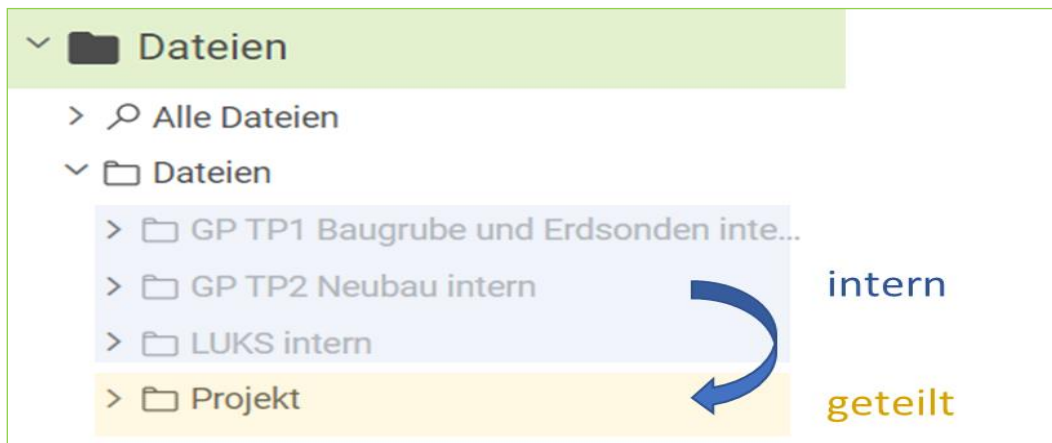 Dateien
Alle Dateien
Dateien
GP TP1 Baugrube und Erdsonden inte...
GP TP2 Neubau intern
intern
LUKS intern
Projekt
geteilt